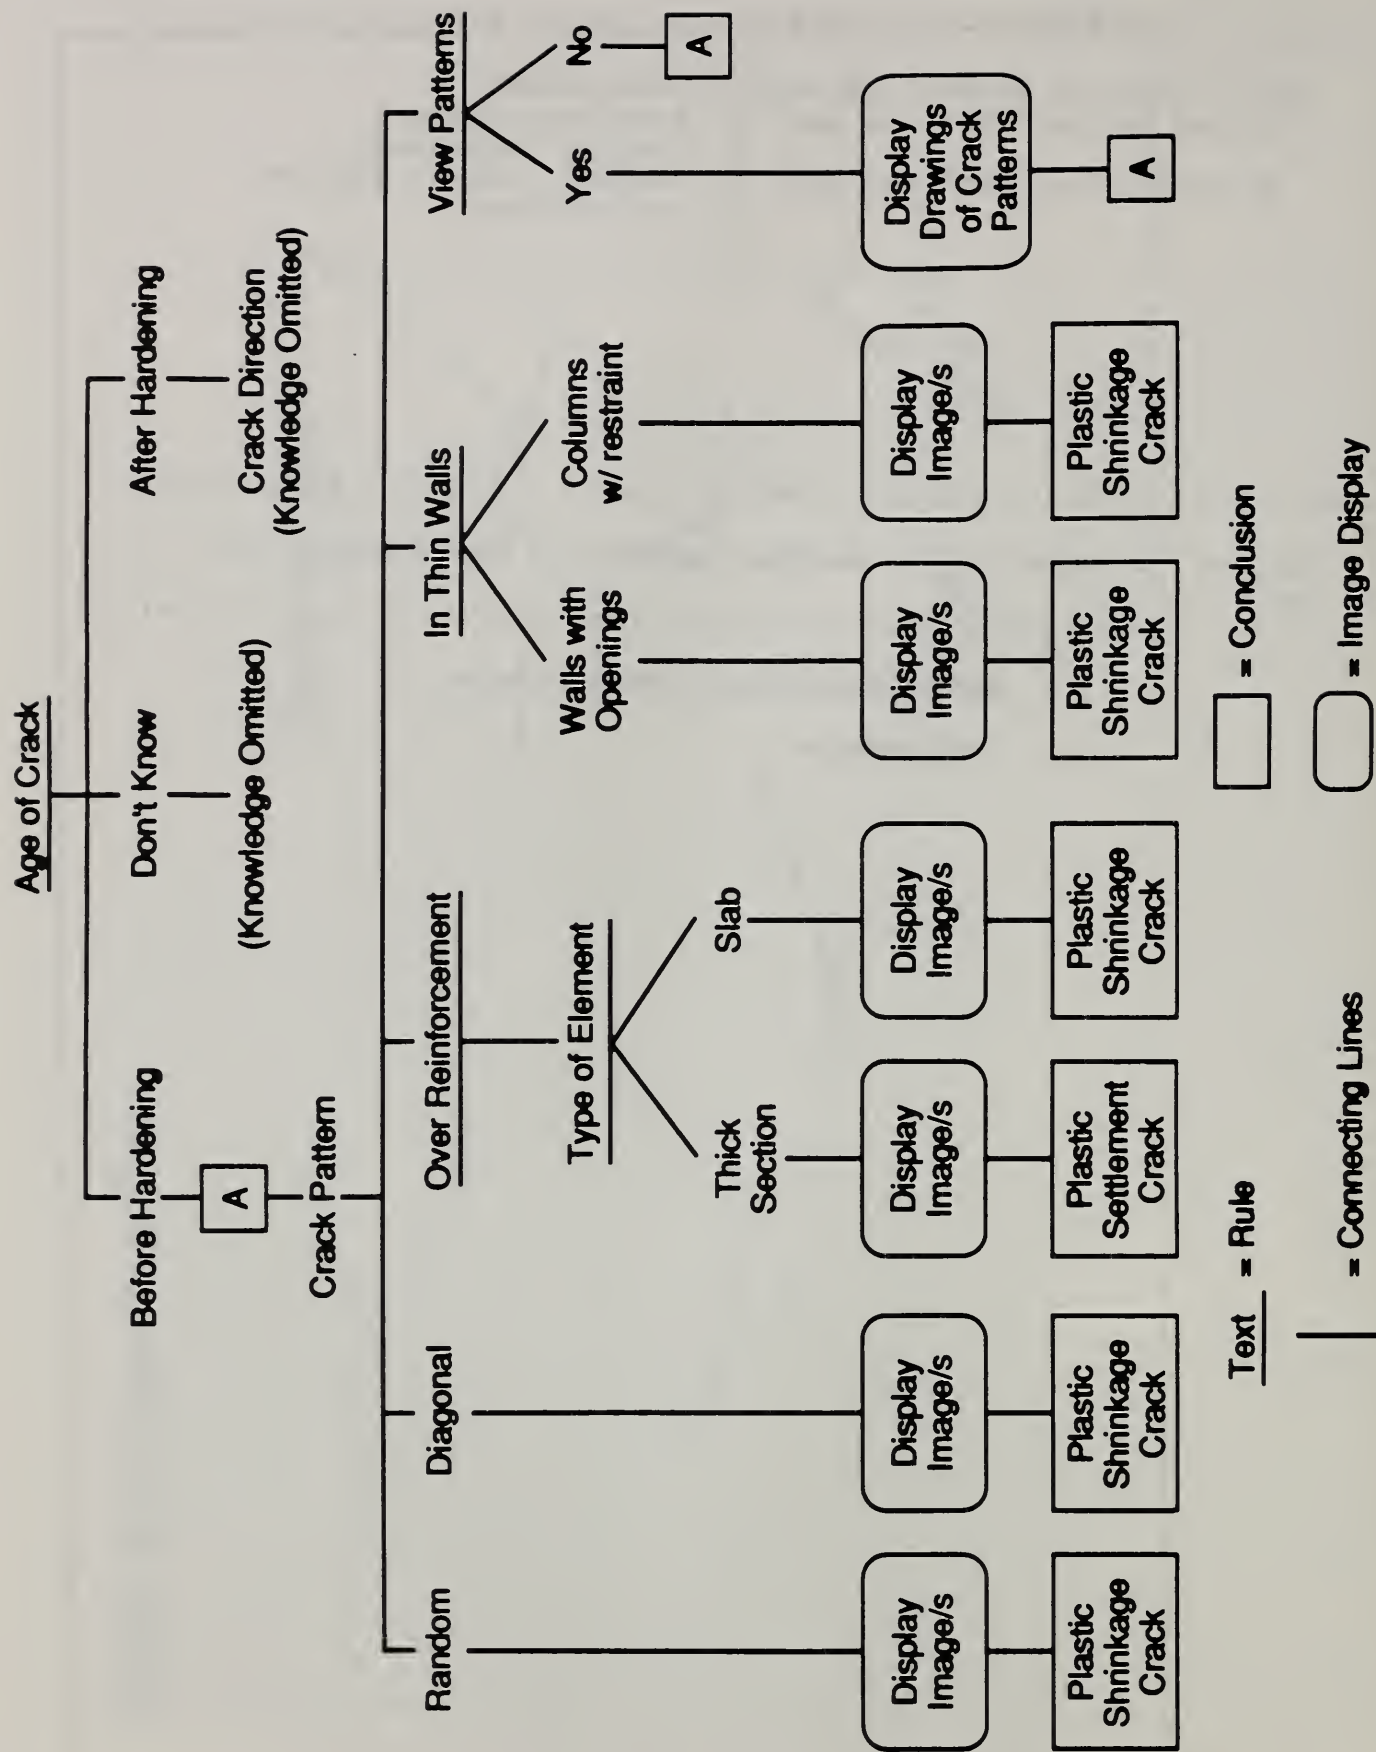 Age of Crack
Before Hardening
Don't Know
After Hardening
A
(Knowledge Omitted)
Crack Direction
(Knowledge Omitted)
Crack Pattern
Random
Diagonal
Over Reinforcement
In Thin Walls
View Patterns
Type of Element
Walls with
Openings
Columns
w/ restraint
Yes
No
Thick
Section
Slab
A
Display
Image/s
Display
Image/s
Display
Image/s
Display
Image/s
Display
Image/s
Display
Image/s
Display
Drawings
of Crack
Patterns
Plastic
Shrinkage
Crack
Plastic
Shrinkage
Crack
Plastic
Settlement
Crack
Plastic
Shrinkage
Crack
Plastic
Shrinkage
Crack
Plastic
Shrinkage
Crack
A
Text = Rule
= Conclusion
= Connecting Lines
= Image Display